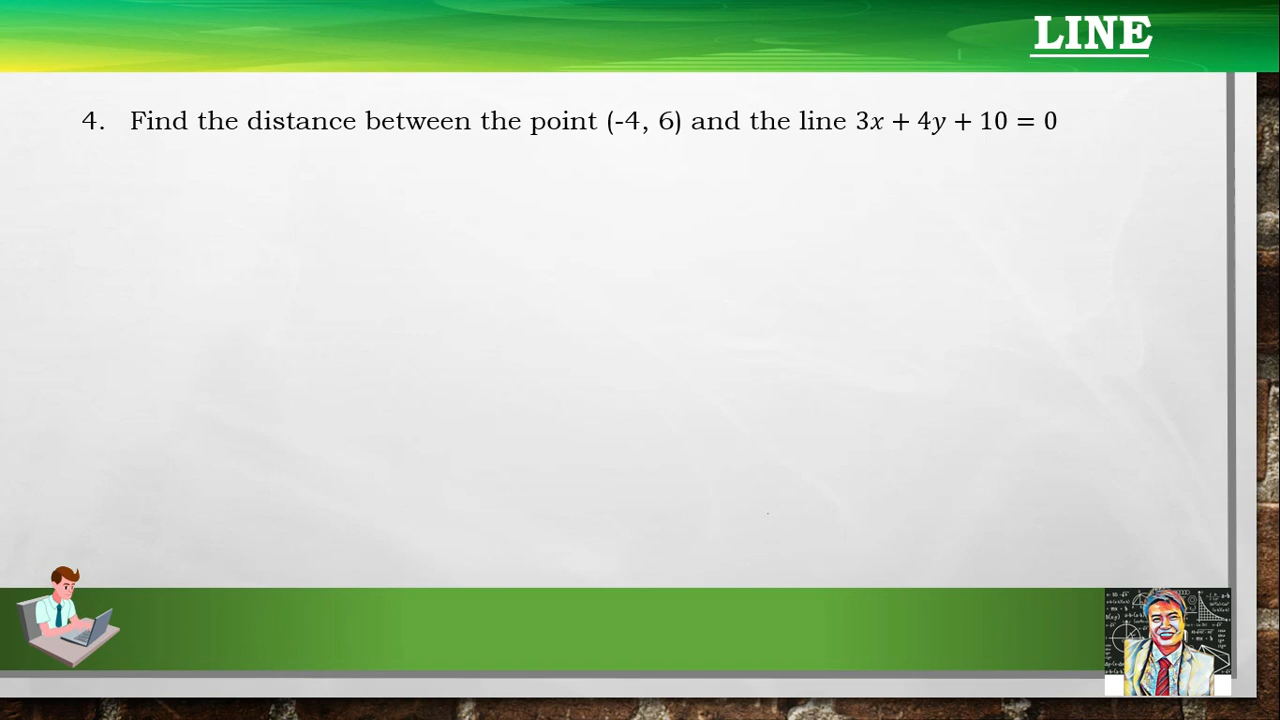 LINE
4. Find the distance between the point (-4, 6) and the line 3𝑥 + 4𝑦 + 10 = 0